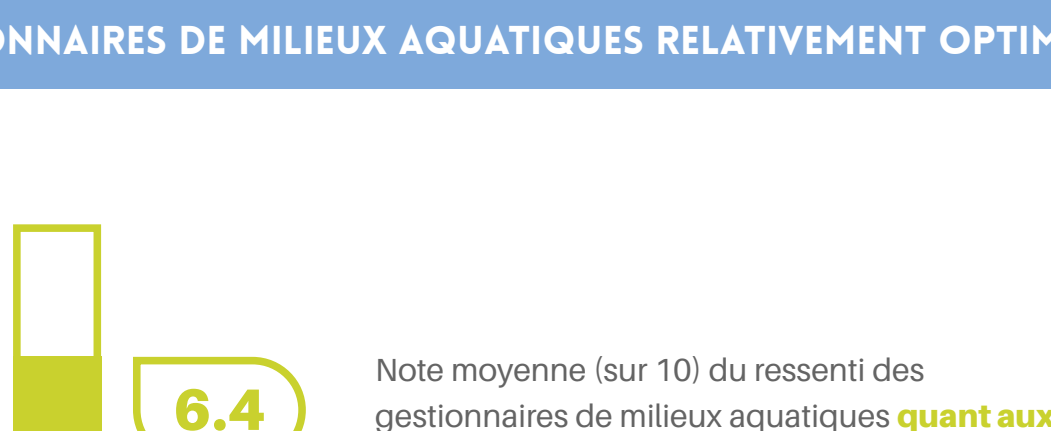 ONNAIRES DE MILIEUX AQUATIQUES RELATIVEMENT OPTIM
6.4
Note moyenne (sur 10) du ressenti des
gestionnaires de milieux aquatiques quant aux